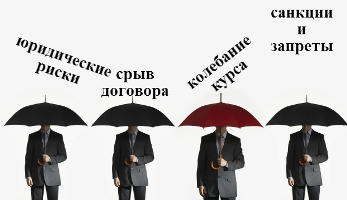 юридические
риски
срыв
договора
колебание
курса
санкции
и
запреты